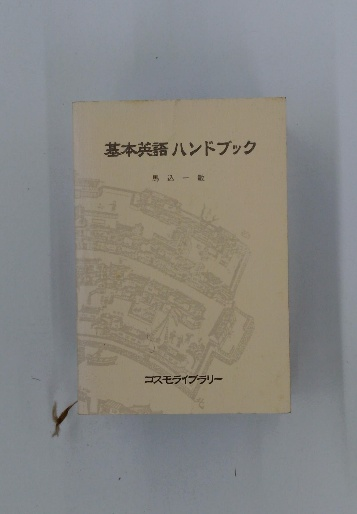 基本英語ハンドブック
馬込一敏
コスモライブラリー